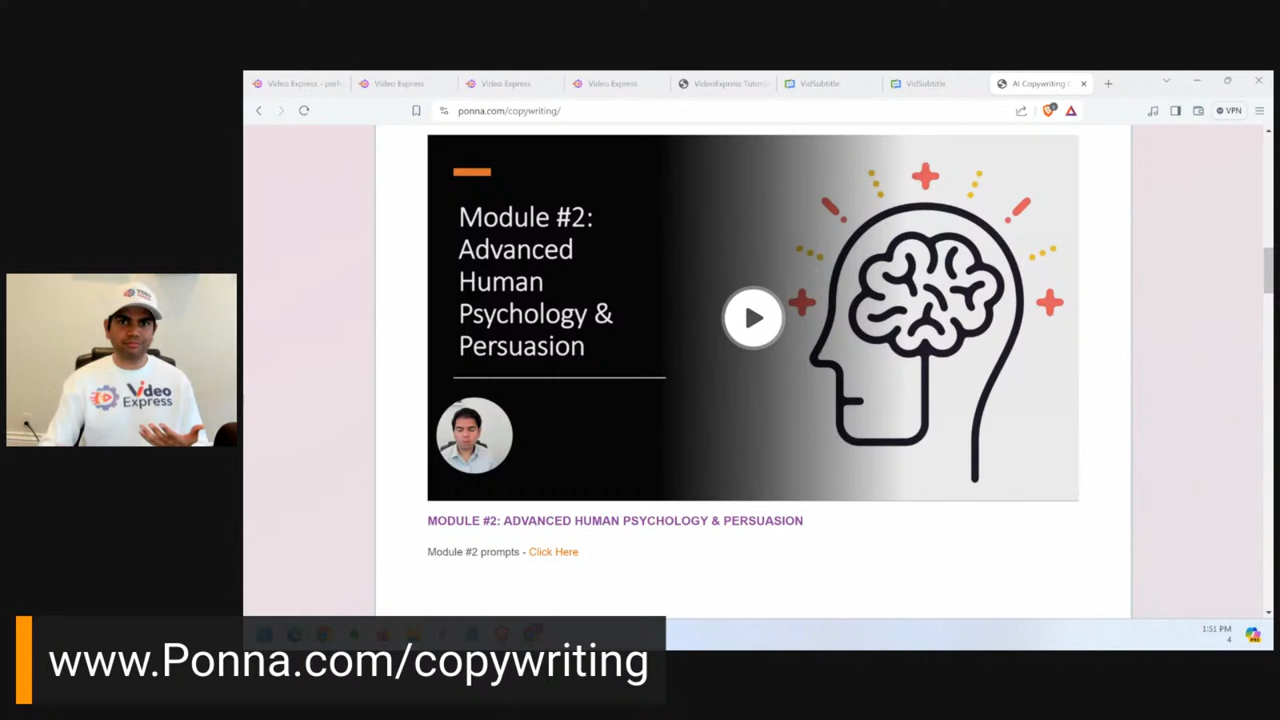 Video Express - perf
Video Express
Video Express
Video Express
VideoExpress Tutori
VidSubtitle
VidSubtitle
AI Copywriting C
ponna.com/copywriting/
VPN
Module #2:
Advanced
Human
Psychology &
Persuasion
Video
Express
MODULE #2: ADVANCED HUMAN PSYCHOLOGY & PERSUASION
Module #2 prompts - Click Here
1:51 PM
4
www.Ponna.com/copywriting